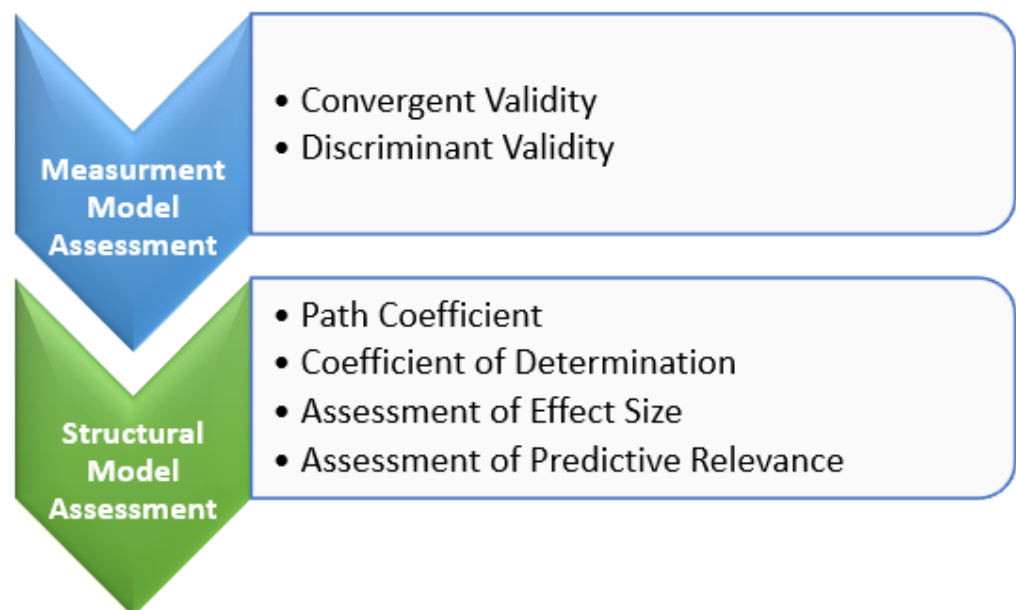 Measurment
Model
Assessment
• Convergent Validity
• Discriminant Validity
Structural
Model
Assessment
• Path Coefficient
• Coefficient of Determination
• Assessment of Effect Size
• Assessment of Predictive Relevance